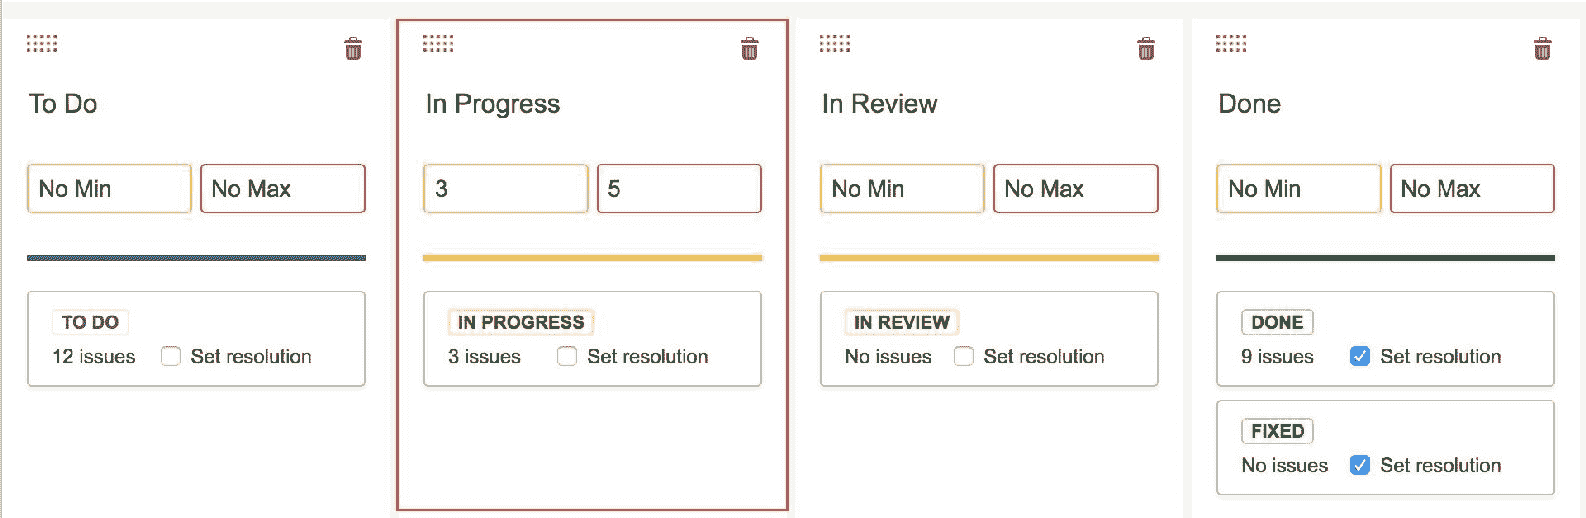 To Do
No Min
No Max
TO DO
12 issues
Set resolution
In Progress
3
5
IN PROGRESS
3 issues
Set resolution
In Review
No Min
No Max
IN REVIEW
No issues
Set resolution
Done
No Min
No Max
DONE
9 issues
Set resolution
FIXED
No issues
Set resolution